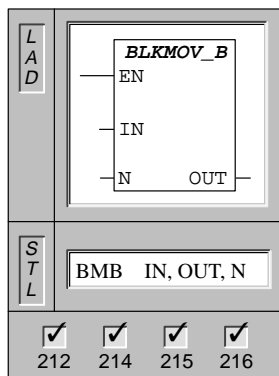 L
A
D
BLKMOV_B
EN
IN
N OUT
S
T
L
BMB IN, OUT, N
212 214 215 216